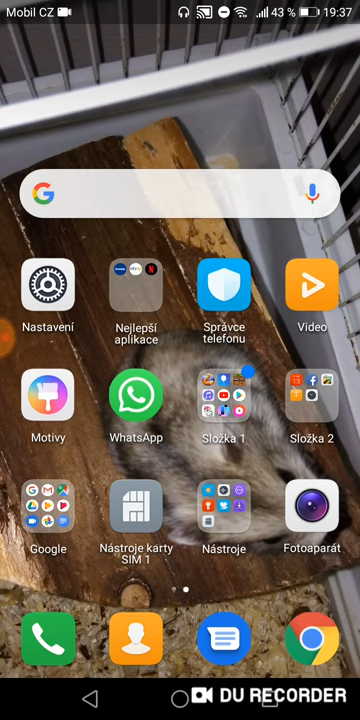 Mobil CZ 43 % 19:37
Nastavení
Nejlepší
aplikace
Správce
telefonu
Video
Motivy
WhatsApp
Složka 1
Složka 2
Google
Nástroje karty
SIM 1
Nástroje
Fotoaparát
DU RECORDER